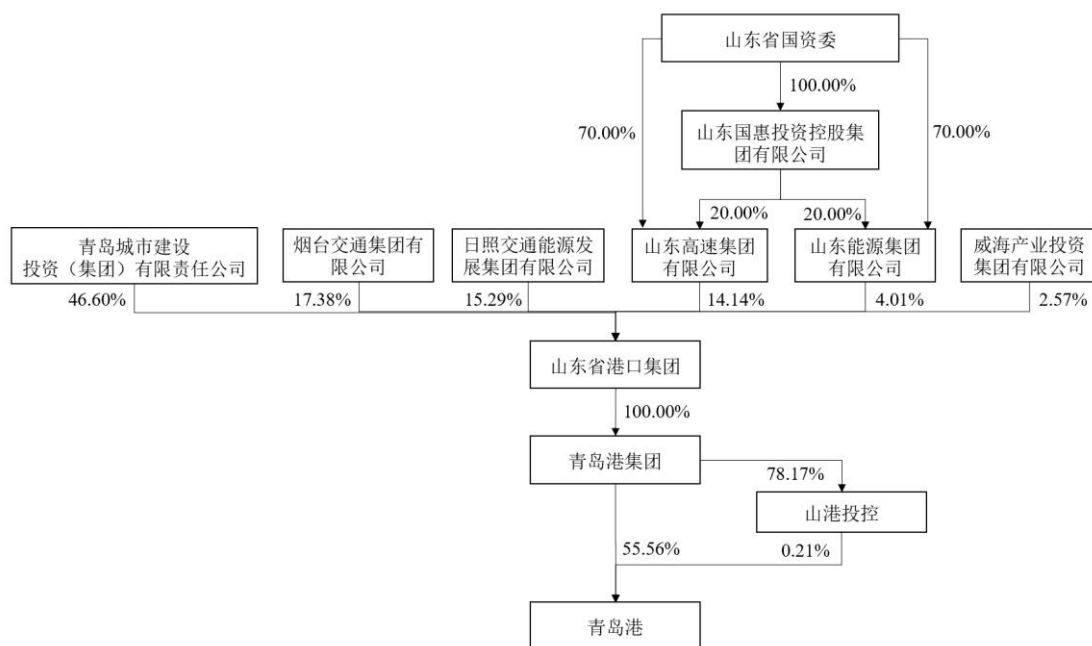 山东省国资委
100.00%
70.00%
山东国惠投资控股集
团有限公司
70.00%
20.00%
20.00%
青岛城市建设
投资（集团）有限责任公司
烟台交通集团有
限公司
日照交通能源发
展集团有限公司
山东高速集团
有限公司
山东能源集团
有限公司
威海产业投资
集团有限公司
46.60%
17.38%
15.29%
14.14%
4.01%
2.57%
山东省港口集团
100.00%
青岛港集团
78.17%
山港投控
55.56%
0.21%
青岛港